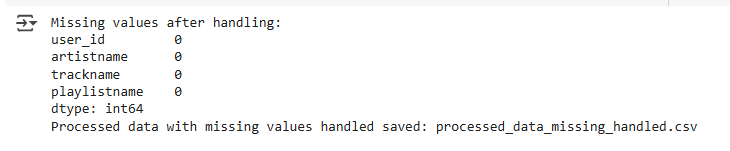 Missing values after handling:
user_id         0
artistname      0
trackname       0
playlistname    0
dtype: int64
Processed data with missing values handled saved: processed_data_missing_handled.csv